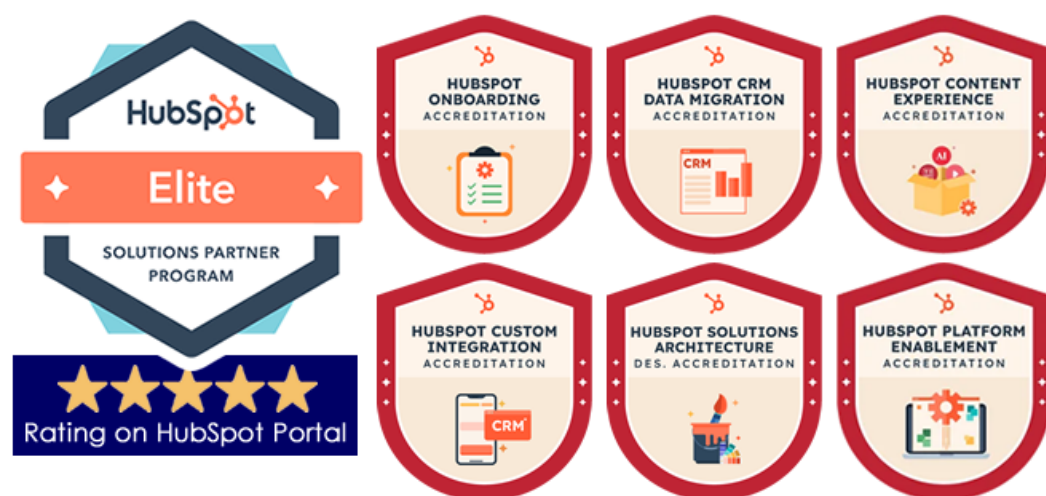 HubSpot
Elite
SOLUTIONS PARTNER
PROGRAM
Rating on HubSpot Portal
HUBSPOT
ONBOARDING
ACCREDITATION
HUBSPOT CRM
DATA MIGRATION
ACCREDITATION
CRM
HUBSPOT CONTENT
EXPERIENCE
ACCREDITATION
AI
HUBSPOT CUSTOM
INTEGRATION
ACCREDITATION
CRM
HUBSPOT SOLUTIONS
ARCHITECTURE
DES. ACCREDITATION
HUBSPOT PLATFORM
ENABLEMENT
ACCREDITATION